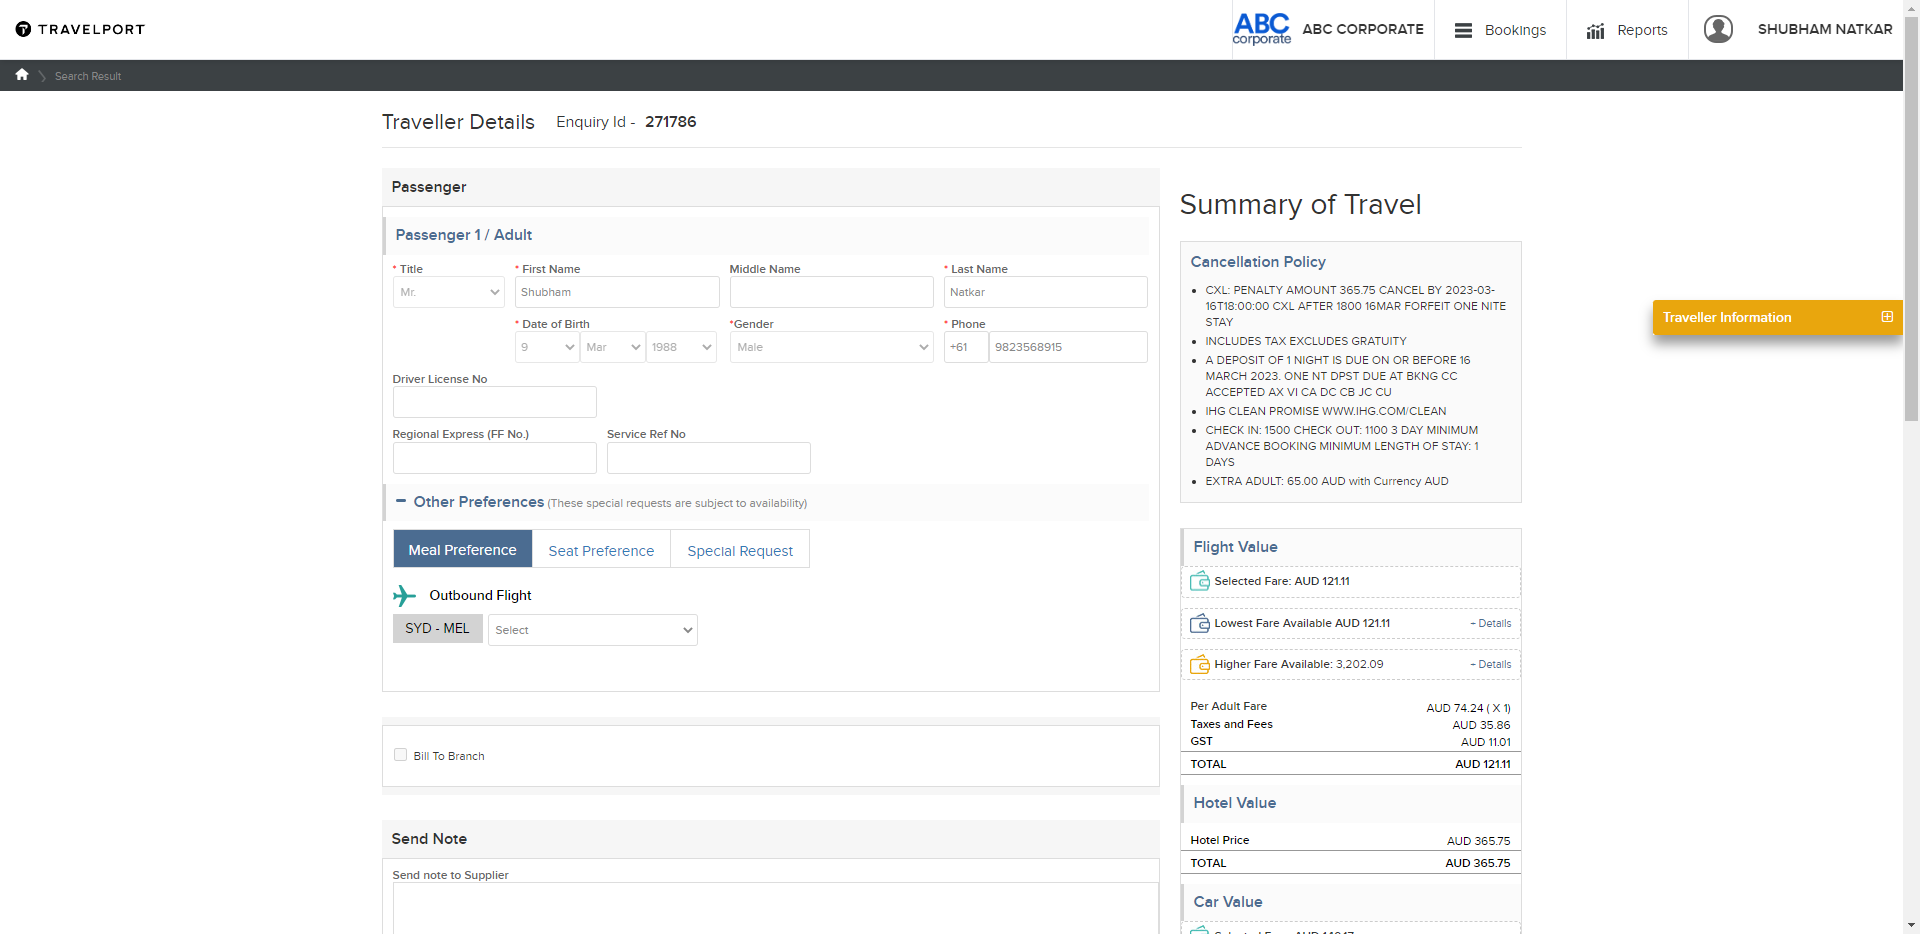 TRAVELPORT
ABC corporate
ABC CORPORATE
Bookings
Reports
SHUBHAM NATKAR
Search Result
Traveller Details
Enquiry Id - 271786
Passenger
Passenger 1 / Adult
* Title
* First Name
Middle Name
* Last Name
Mr.
Shubham
Natkar
* Date of Birth
*Gender
* Phone
9
Mar
1988
Male
+61
9823568915
Driver License No
Regional Express (FF No.)
Service Ref No
Other Preferences (These special requests are subject to availability)
Meal Preference
Seat Preference
Special Request
Outbound Flight
SYD - MEL
Select
Bill To Branch
Send Note
Send note to Supplier
Summary of Travel
Cancellation Policy
CXL: PENALTY AMOUNT 365.75 CANCEL BY 2023-03-
16T18:00:00 CXL AFTER 1800 16MAR FORFEIT ONE NITE
STAY
INCLUDES TAX EXCLUDES GRATUITY
A DEPOSIT OF 1 NIGHT IS DUE ON OR BEFORE 16
MARCH 2023. ONE NT DPST DUE AT BKNG CC
ACCEPTED AX VI CA DC CB JC CU
IHG CLEAN PROMISE WWW.IHG.COM/CLEAN
CHECK IN: 1500 CHECK OUT: 1100 3 DAY MINIMUM
ADVANCE BOOKING MINIMUM LENGTH OF STAY: 1
DAYS
EXTRA ADULT: 65.00 AUD with Currency AUD
Flight Value
Selected Fare: AUD 121.11
Lowest Fare Available AUD 121.11
+ Details
Higher Fare Available: 3,202.09
+ Details
Per Adult Fare
AUD 74.24 ( X 1)
Taxes and Fees
AUD 35.86
GST
AUD 11.01
TOTAL
AUD 121.11
Hotel Value
Hotel Price
AUD 365.75
TOTAL
AUD 365.75
Car Value
Traveller Information